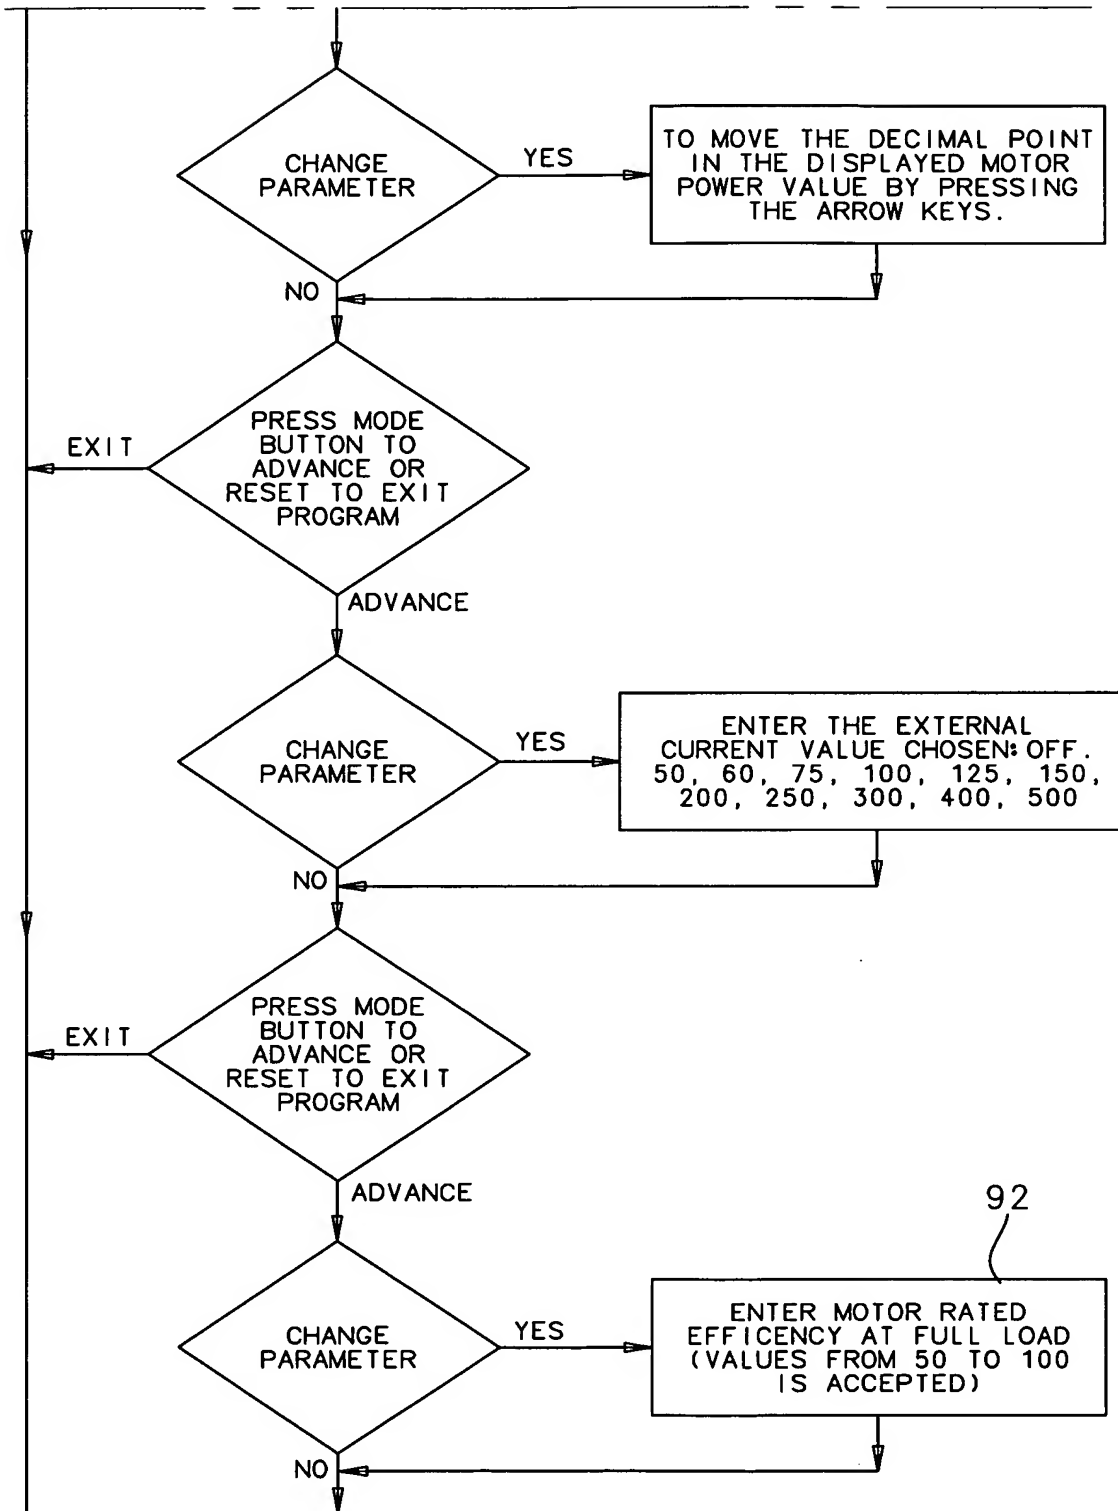 CHANGE
PARAMETER
YES
TO MOVE THE DECIMAL POINT
IN THE DISPLAYED MOTOR
POWER VALUE BY PRESSING
THE ARROW KEYS.
NO
EXIT
PRESS MODE
BUTTON TO
ADVANCE OR
RESET TO EXIT
PROGRAM
ADVANCE
CHANGE
PARAMETER
YES
ENTER THE EXTERNAL
CURRENT VALUE CHOSEN: OFF.
50, 60, 75, 100, 125, 150,
200, 250, 300, 400, 500
NO
EXIT
PRESS MODE
BUTTON TO
ADVANCE OR
RESET TO EXIT
PROGRAM
ADVANCE
92
CHANGE
PARAMETER
YES
ENTER MOTOR RATED
EFFICENCY AT FULL LOAD
(VALUES FROM 50 TO 100
IS ACCEPTED)
NO